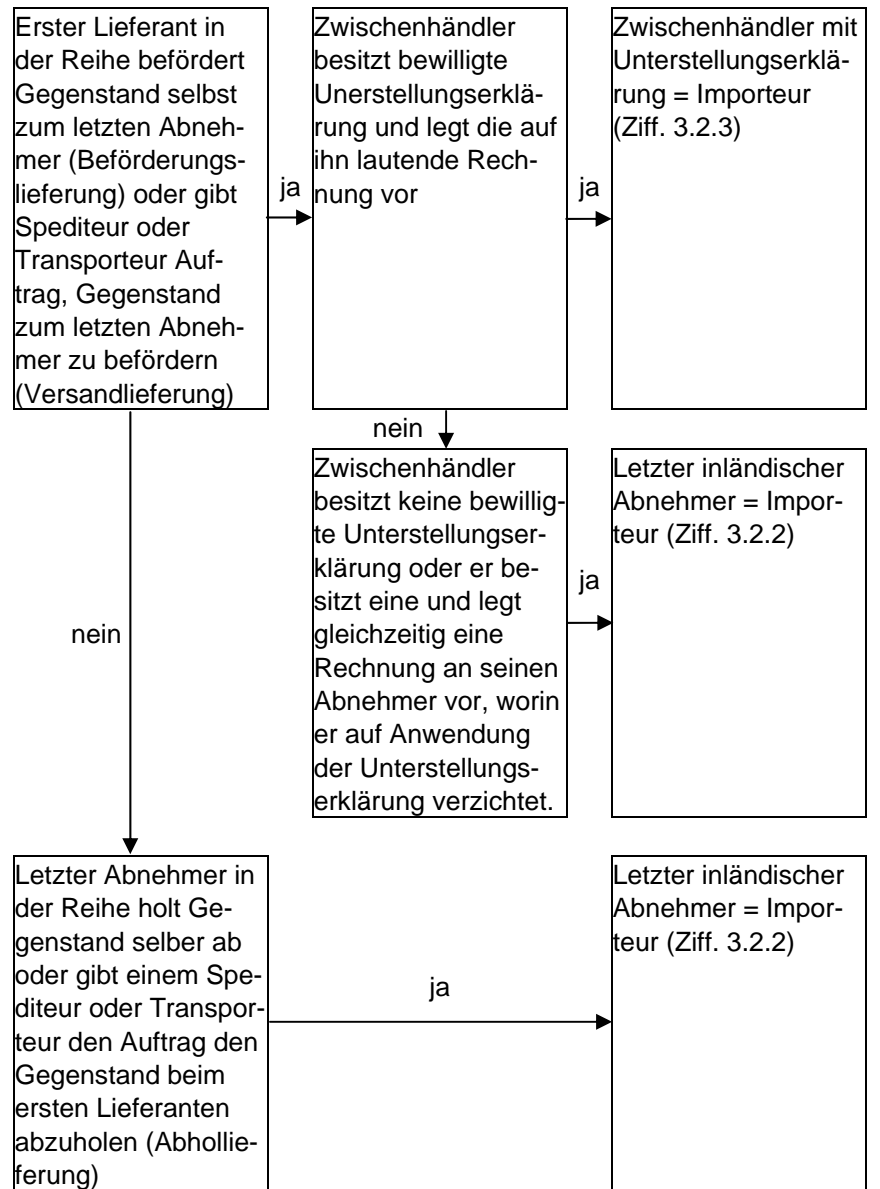 Erster Lieferant in
der Reihe befördert
Gegenstand selbst
zum letzten Abneh-
mer (Beförderungs-
lieferung) oder gibt
Spediteur oder
Transporteur Auf-
trag, Gegenstand
zum letzten Abneh-
mer zu befördern
(Versandlieferung)
ja
Zwischenhändler
besitzt bewilligte
Unerstellungserklä-
rung und legt die auf
ihn lautende Rech-
nung vor
ja
Zwischenhändler mit
Unterstellungserklä-
rung = Importeur
(Ziff. 3.2.3)
nein
Zwischenhändler
besitzt keine bewillig-
te Unterstellungser-
klärung oder er be-
sitzt eine und legt
gleichzeitig eine
Rechnung an seinen
Abnehmer vor, worin
er auf Anwendung
der Unterstellungs-
erklärung verzichtet.
ja
Letzter inländischer
Abnehmer = Impor-
teur (Ziff. 3.2.2)
nein
Letzter Abnehmer in
der Reihe holt Ge-
genstand selber ab
oder gibt einem Spe-
diteur oder Transpor-
teur den Auftrag den
Gegenstand beim
ersten Lieferanten
abzuholen (Abhollie-
ferung)
ja
Letzter inländischer
Abnehmer = Impor-
teur (Ziff. 3.2.2)